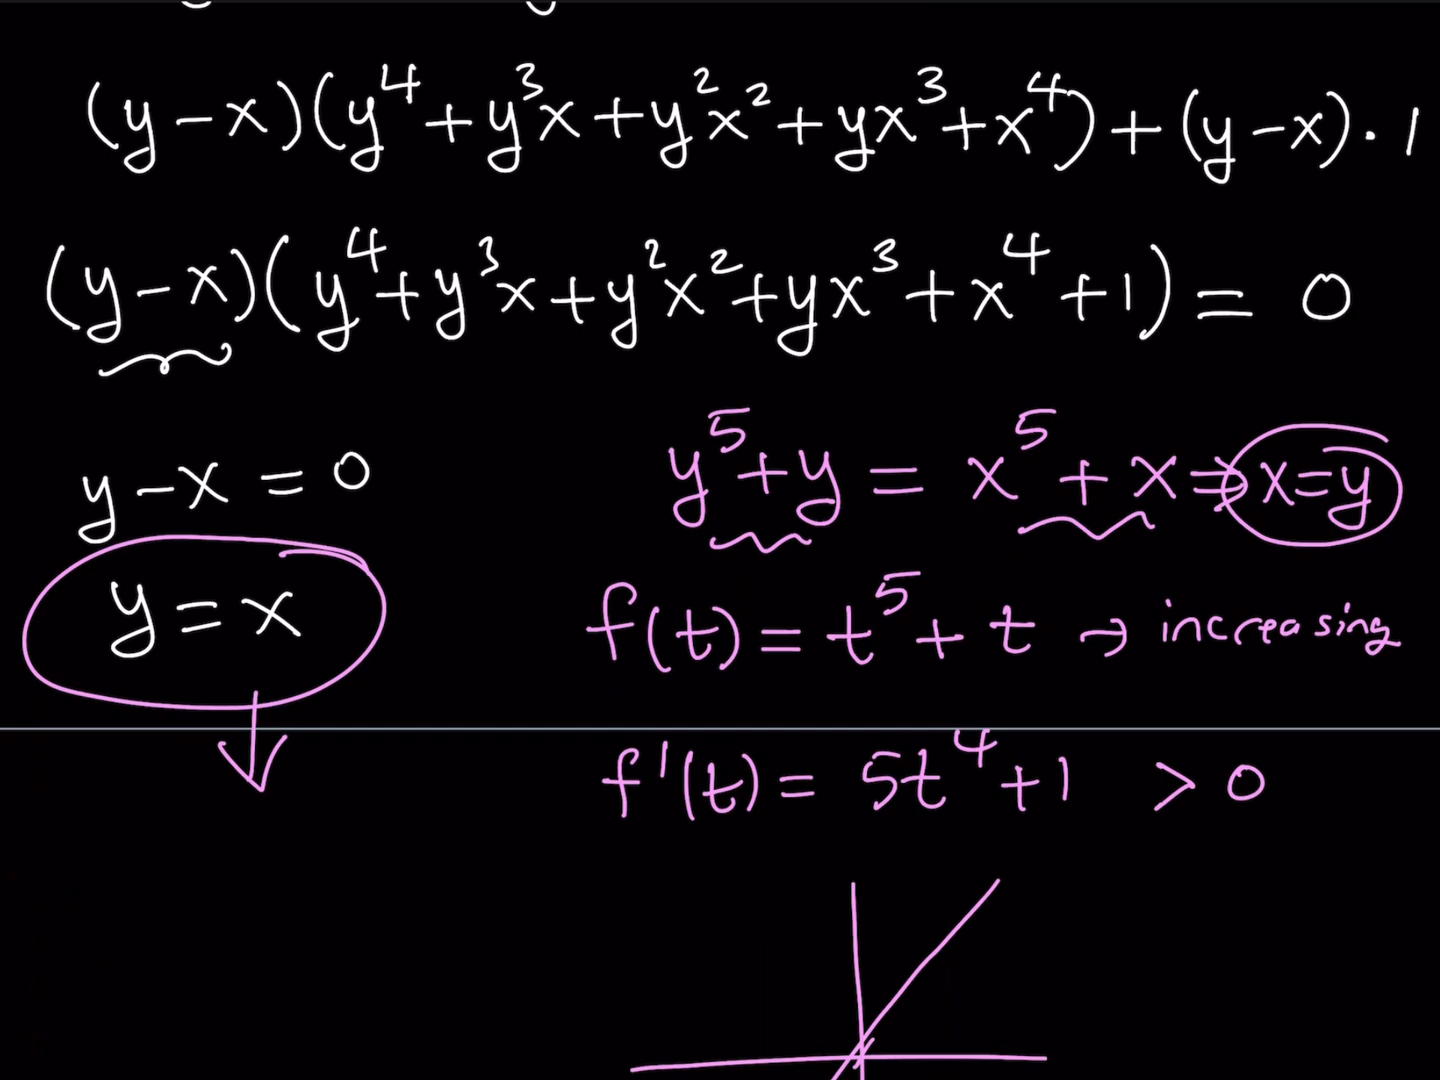 (y-x)(y⁴+y³x+y²x²+yx³+x⁴)+(y-x)·1
(y-x)(y⁴+y³x+y²x²+yx³+x⁴+1)=0
y-x=0
y=x
y⁵+y=x⁵+x⇒x=y
f(t)=t⁵+t→increasing
f'(t)=5t⁴+1 >0